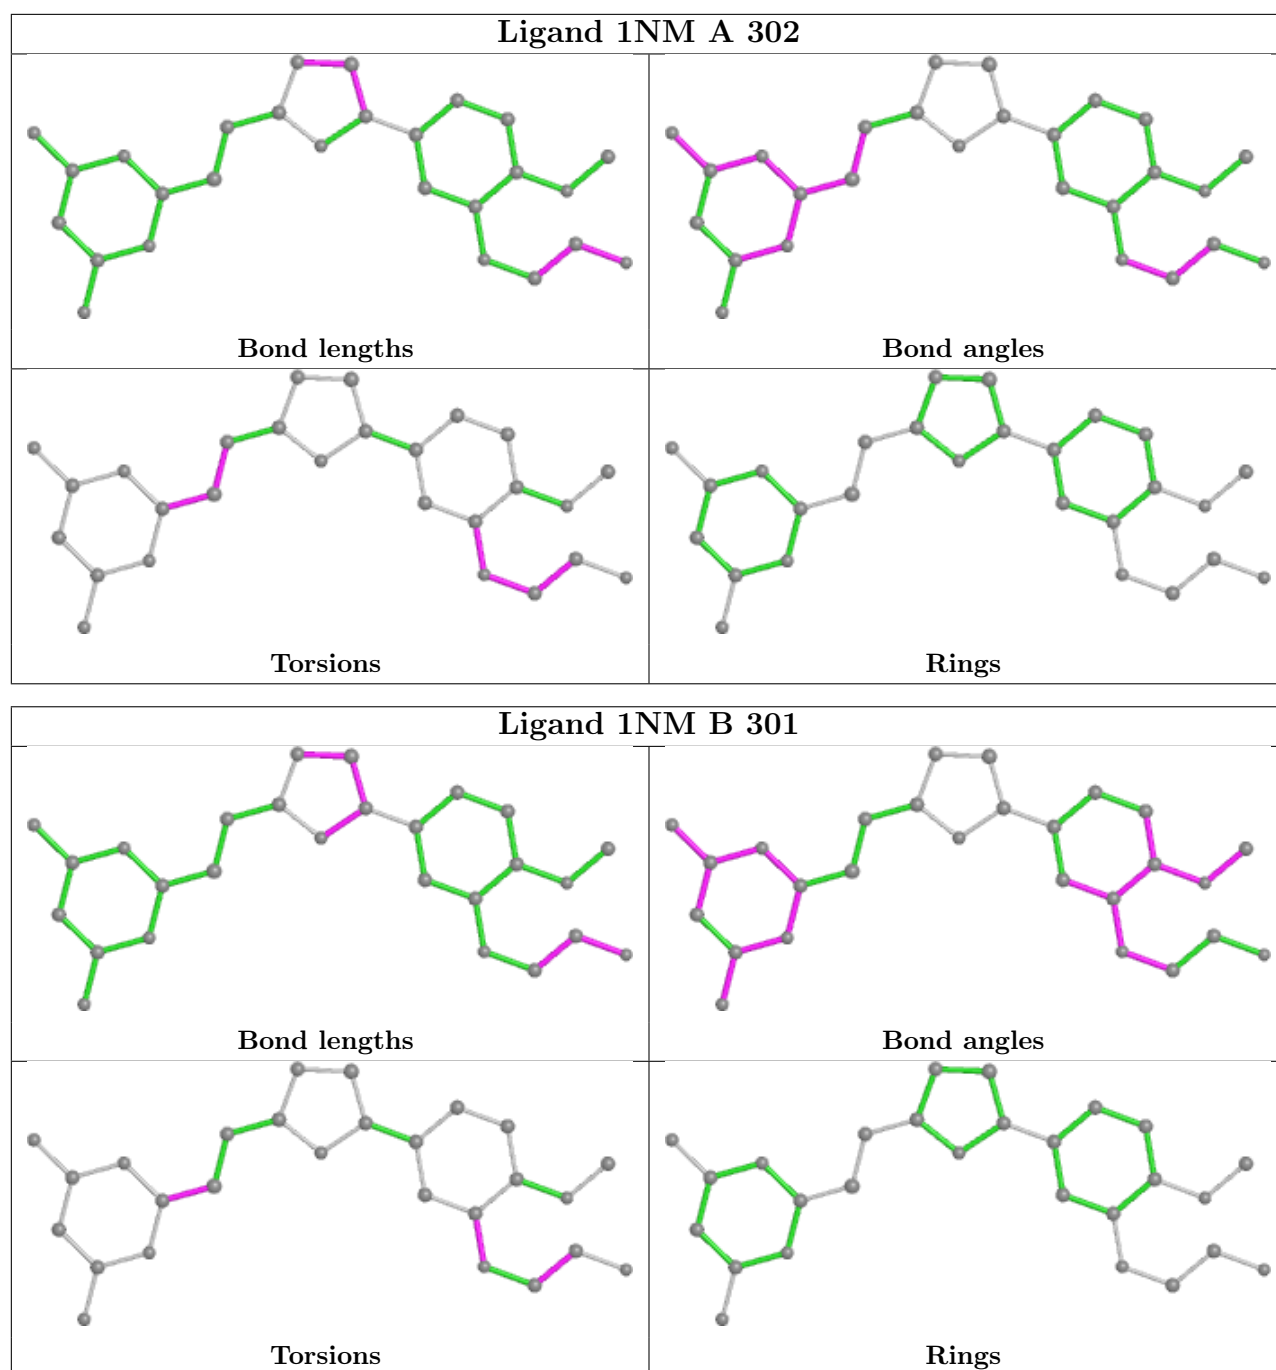 Ligand 1NM A 302
Bond lengths
Bond angles
Torsions
Rings
Ligand 1NM B 301
Bond lengths
Bond angles
Torsions
Rings